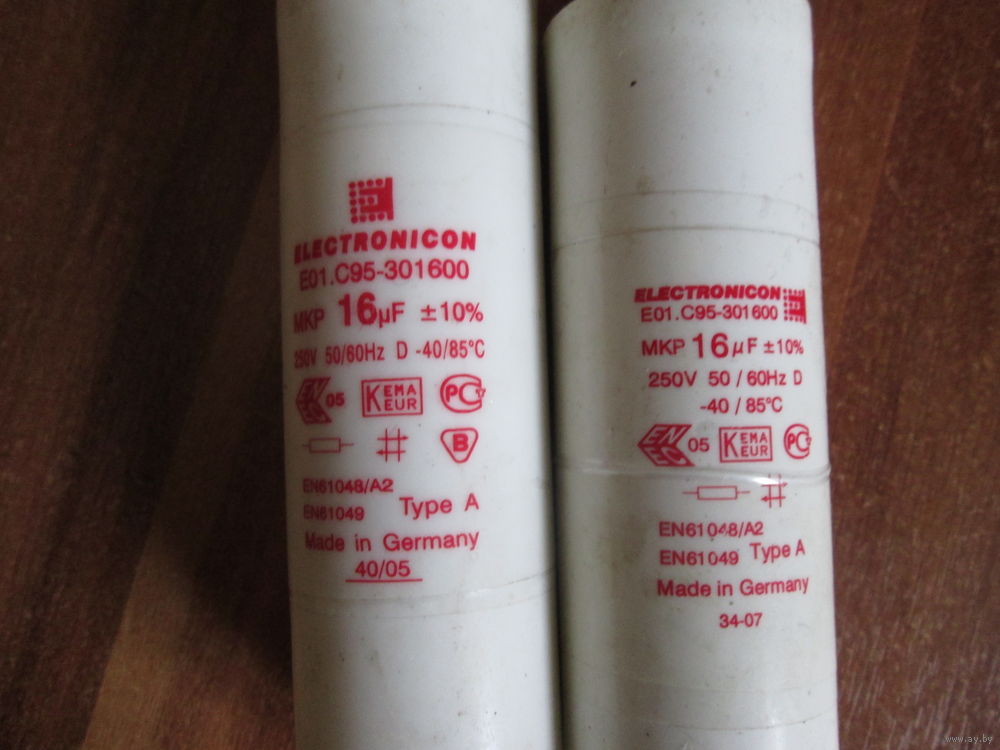 ELECTRONICON
E01.C95-301600
MKP 16µF ±10%
250V 50/60Hz D -40/85°C
05 KEMA EUR PC
B
EN61048/A2
EN61049 Type A
Made in Germany
40/05
ELECTRONICON
E01.C95-301600
MKP 16µF ±10%
250V 50 / 60Hz D
-40 / 85°C
ENEC 05 KEMA EUR PC
EN61048/A2
EN61049 Type A
Made in Germany
34-07
www.ay.by